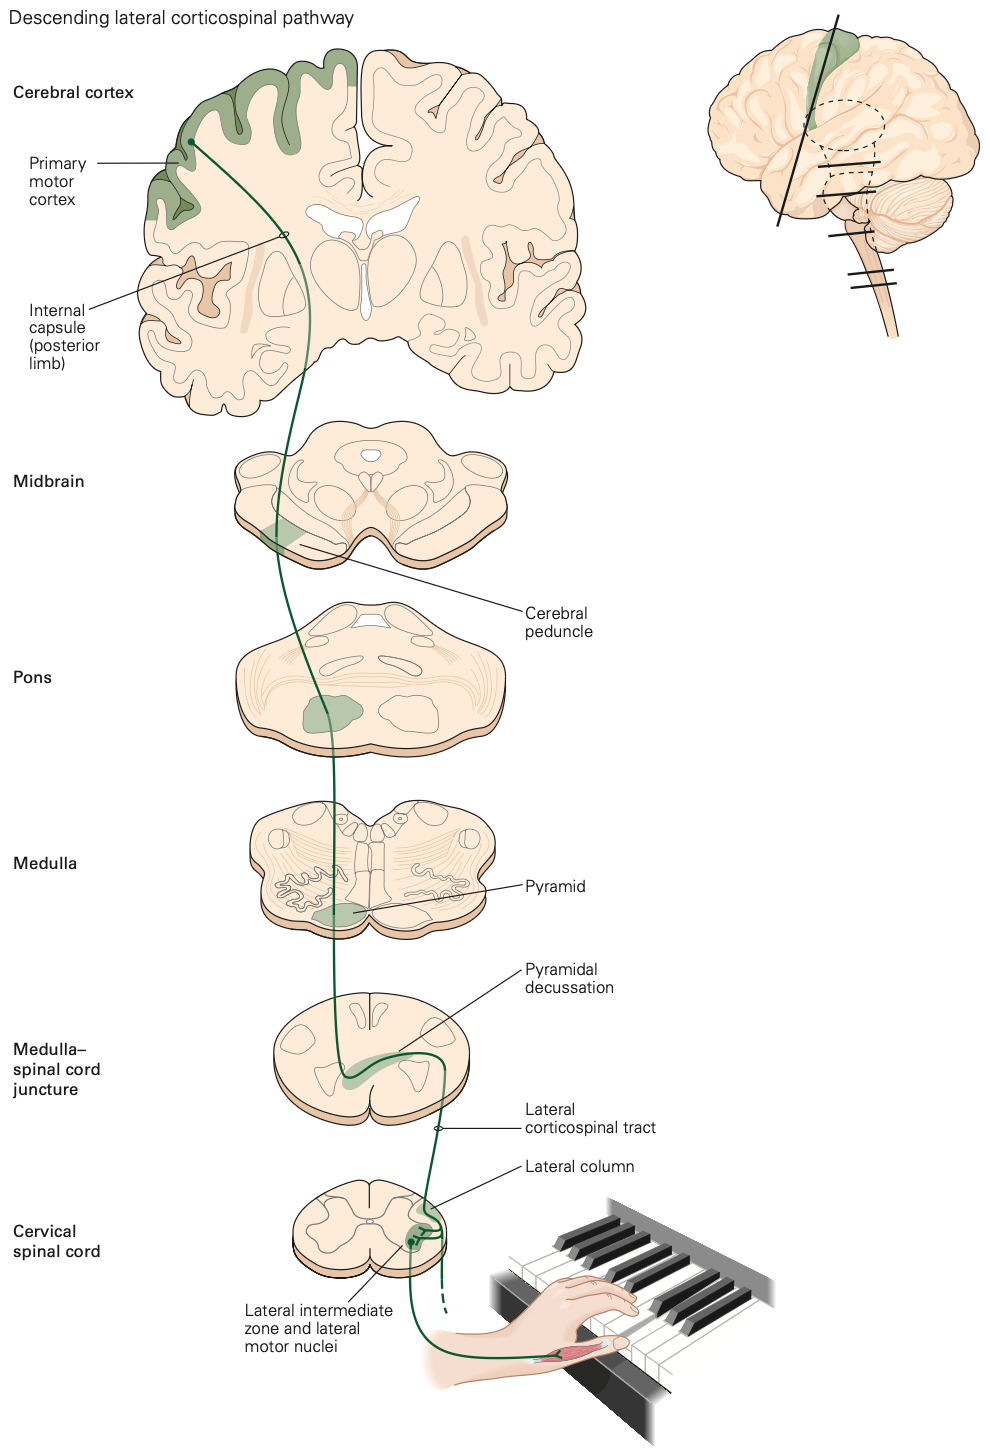 Descending lateral corticospinal pathway
Cerebral cortex
Primary
motor
cortex
Internal
capsule
(posterior
limb)
Midbrain
Cerebral
peduncle
Pons
Medulla
Pyramid
Pyramidal
decussation
Medulla–
spinal cord
juncture
Lateral
corticospinal tract
Lateral column
Cervical
spinal cord
Lateral intermediate
zone and lateral
motor nuclei